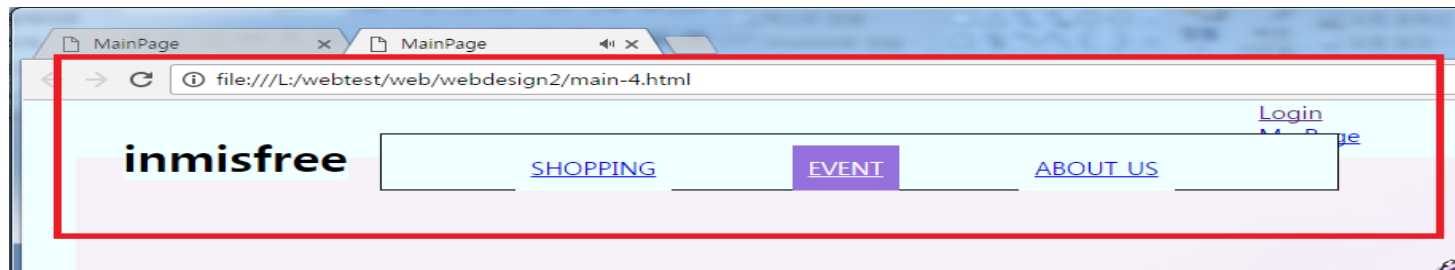 MainPage
MainPage
file:///L:/webtest/web/webdesign2/main-4.html
Login
inmisfree
SHOPPING
EVENT
ABOUT US